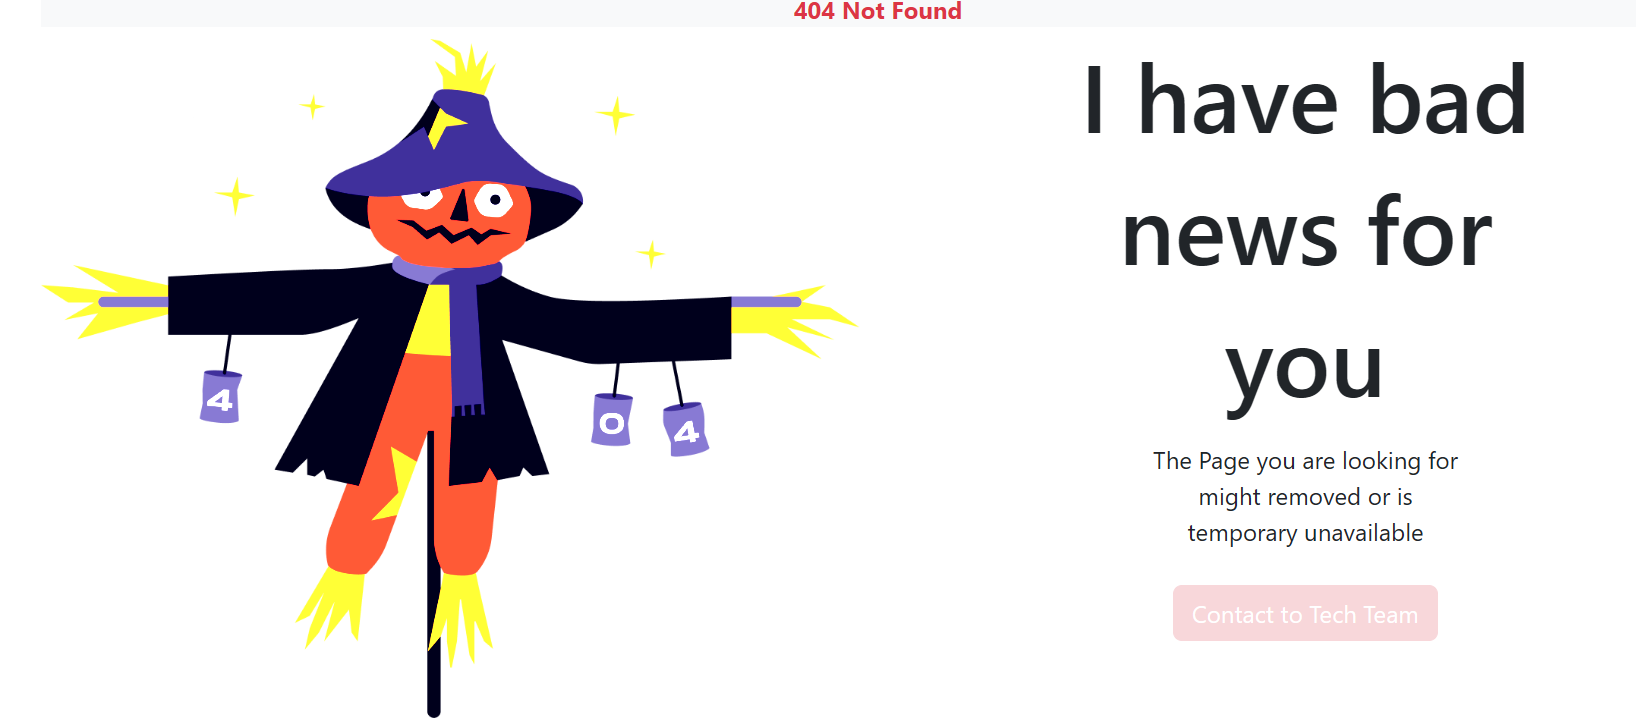 404 Not Found
I have bad
news for
you
4
0
4
The Page you are looking for
might removed or is
temporary unavailable
Contact to Tech Team